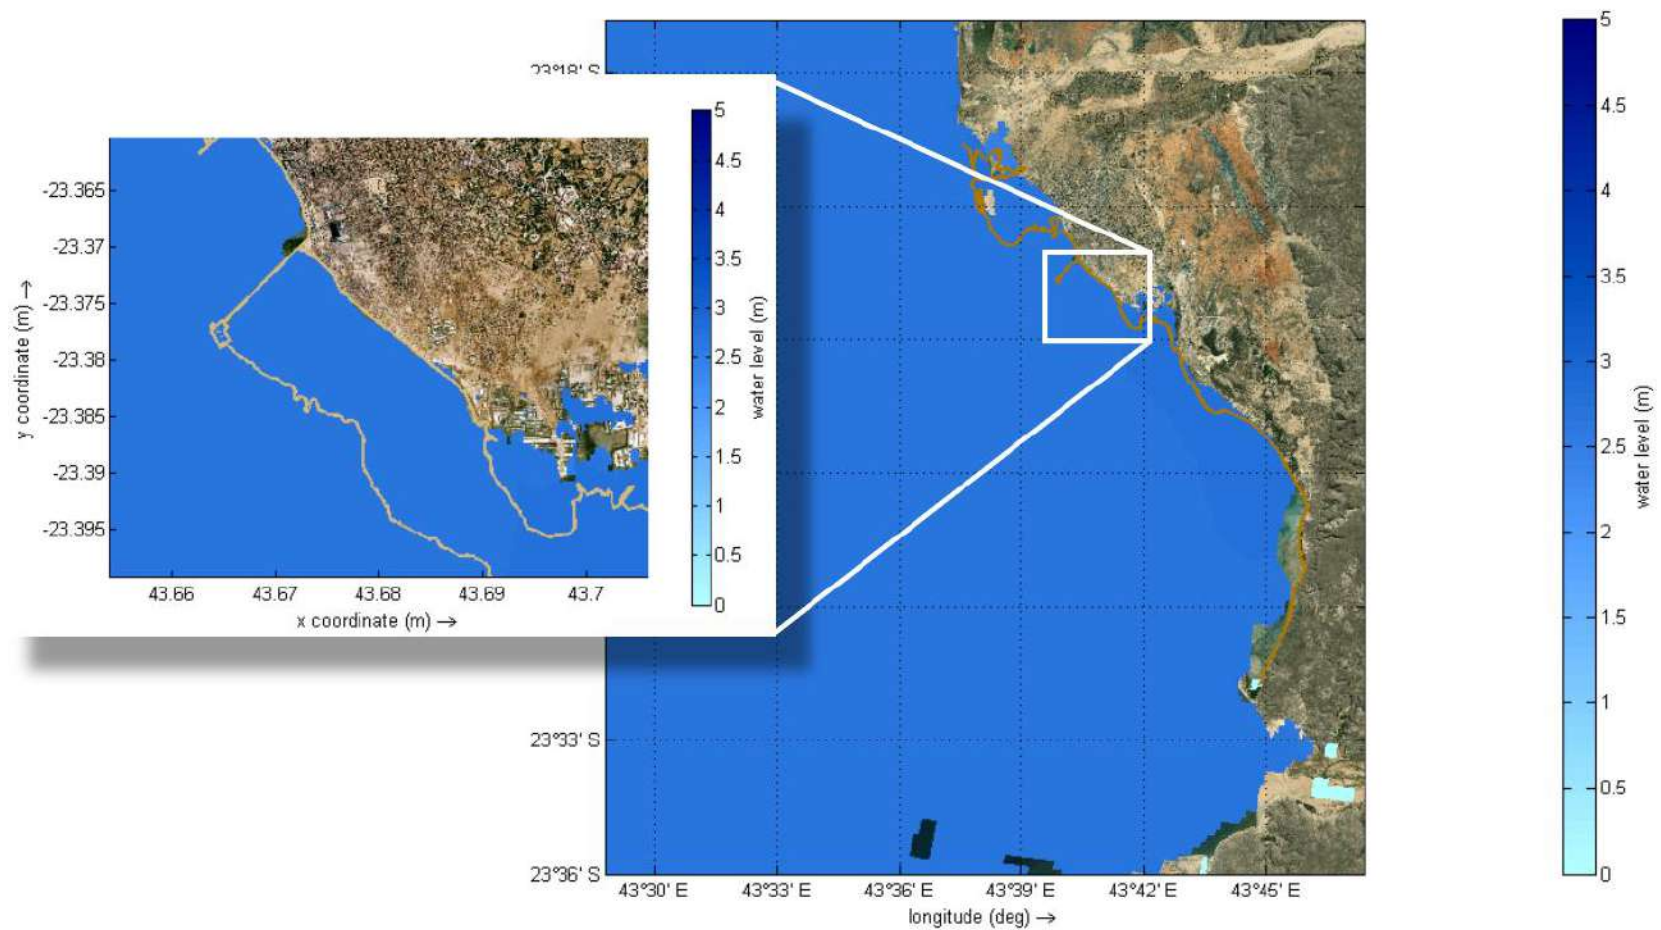 23°18' S
5
4.5
4
3.5
3
2.5
2
1.5
1
0.5
0
water level (m)
-23.365
-23.37
-23.375
-23.38
-23.385
-23.39
-23.395
y coordinate (m) →
43.66
43.67
43.68
43.69
43.7
x coordinate (m) →
23°33' S
23°36' S
43°30' E
43°33' E
43°36' E
43°39' E
43°42' E
43°45' E
longitude (deg) →
5
4.5
4
3.5
3
2.5
2
1.5
1
0.5
0
water level (m)